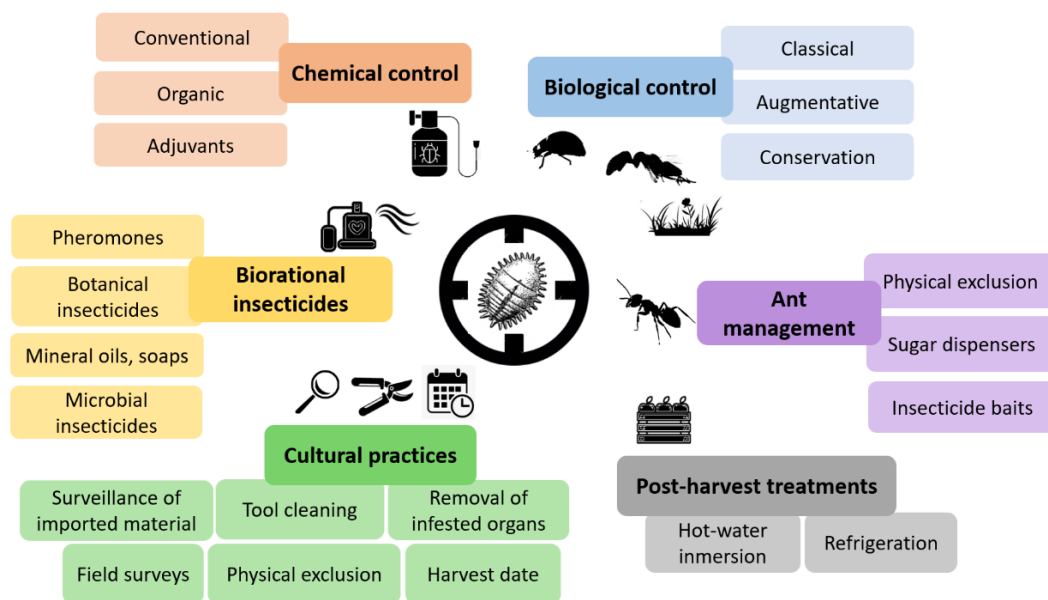 Conventional
Organic
Adjuvants
Chemical control
Biological control
Classical
Augmentative
Conservation
Pheromones
Botanical
insecticides
Mineral oils, soaps
Microbial
insecticides
Biorational
insecticides
Ant
management
Physical exclusion
Sugar dispensers
Insecticide baits
Cultural practices
Surveillance of
imported material
Tool cleaning
Removal of
infested organs
Field surveys
Physical exclusion
Harvest date
Post-harvest treatments
Hot-water
inmersion
Refrigeration